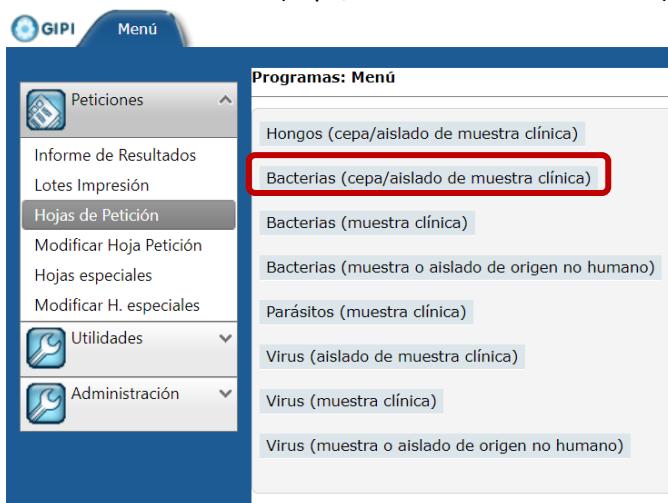 GIPI
Menú
Peticiones
Informe de Resultados
Lotes Impresión
Hojas de Petición
Modificar Hoja Petición
Hojas especiales
Modificar H. especiales
Utilidades
Administración
Programas: Menú
Hongos (cepa/aislado de muestra clínica)
Bacterias (cepa/aislado de muestra clínica)
Bacterias (muestra clínica)
Bacterias (muestra o aislado de origen no humano)
Parásitos (muestra clínica)
Virus (aislado de muestra clínica)
Virus (muestra clínica)
Virus (muestra o aislado de origen no humano)